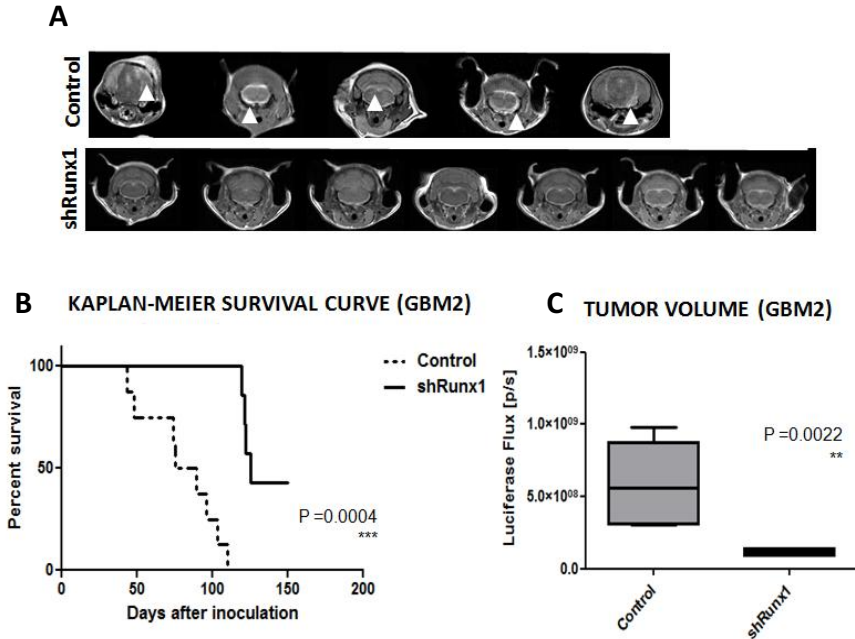 A
Control
shRunx1
B KAPLAN-MEIER SURVIVAL CURVE (GBM2)
Percent survival
100
50
0
0 50 100 150 200
Days after inoculation
Control
shRunx1
P =0.0004
***
C TUMOR VOLUME (GBM2)
Luciferase Flux [p/s]
1.5×10⁰⁹
1.0×10⁰⁹
5.0×10⁰⁸
0.0
P =0.0022
**
Control
shRunx1